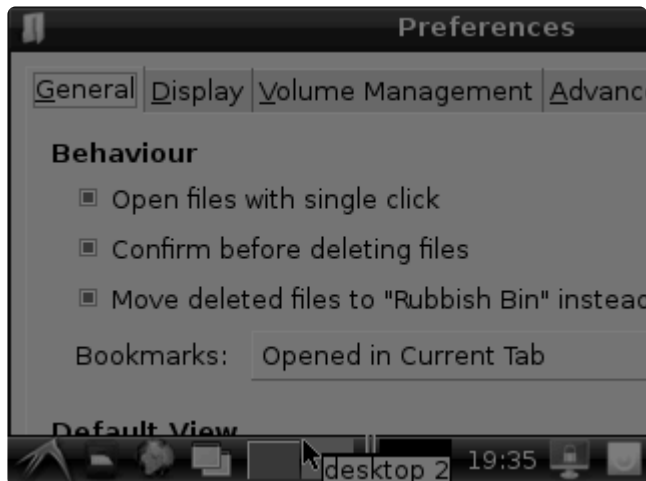 Preferences
General Display Volume Management Advanc
Behaviour
Open files with single click
Confirm before deleting files
Move deleted files to "Rubbish Bin" instead
Bookmarks: Opened in Current Tab
Default View
desktop 2 19:35